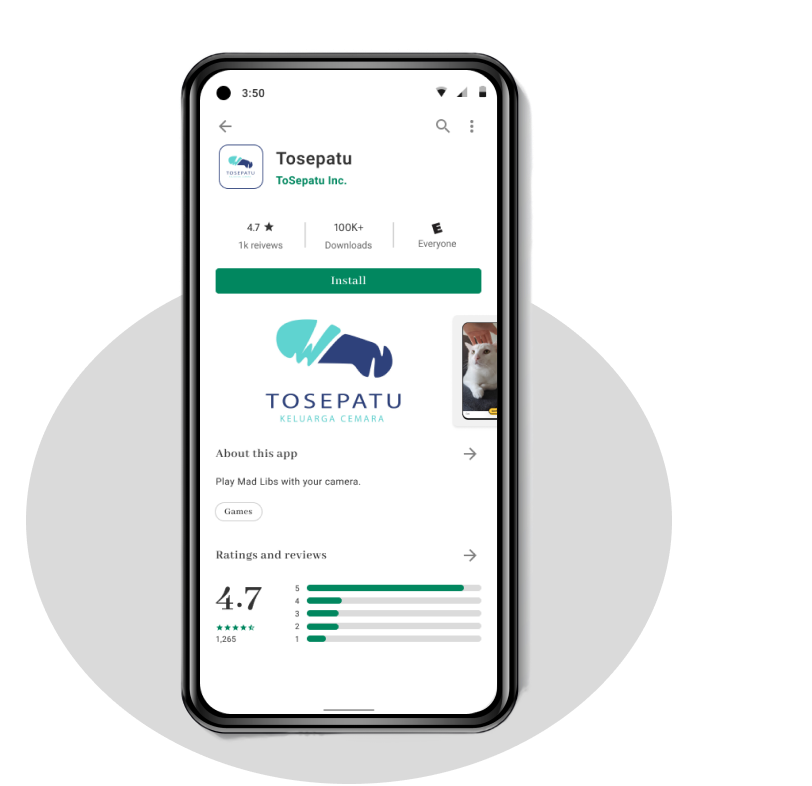 3:50
Tosepatu
TOSEPATU
ToSepatu Inc.
4.7 ★
100K+
E
1k reivews
Downloads
Everyone
Install
TOSEPATU
KELUARGA CEMARA
About this app
Play Mad Libs with your camera.
Games
Ratings and reviews
4.7
5
4
3
2
1
1,265